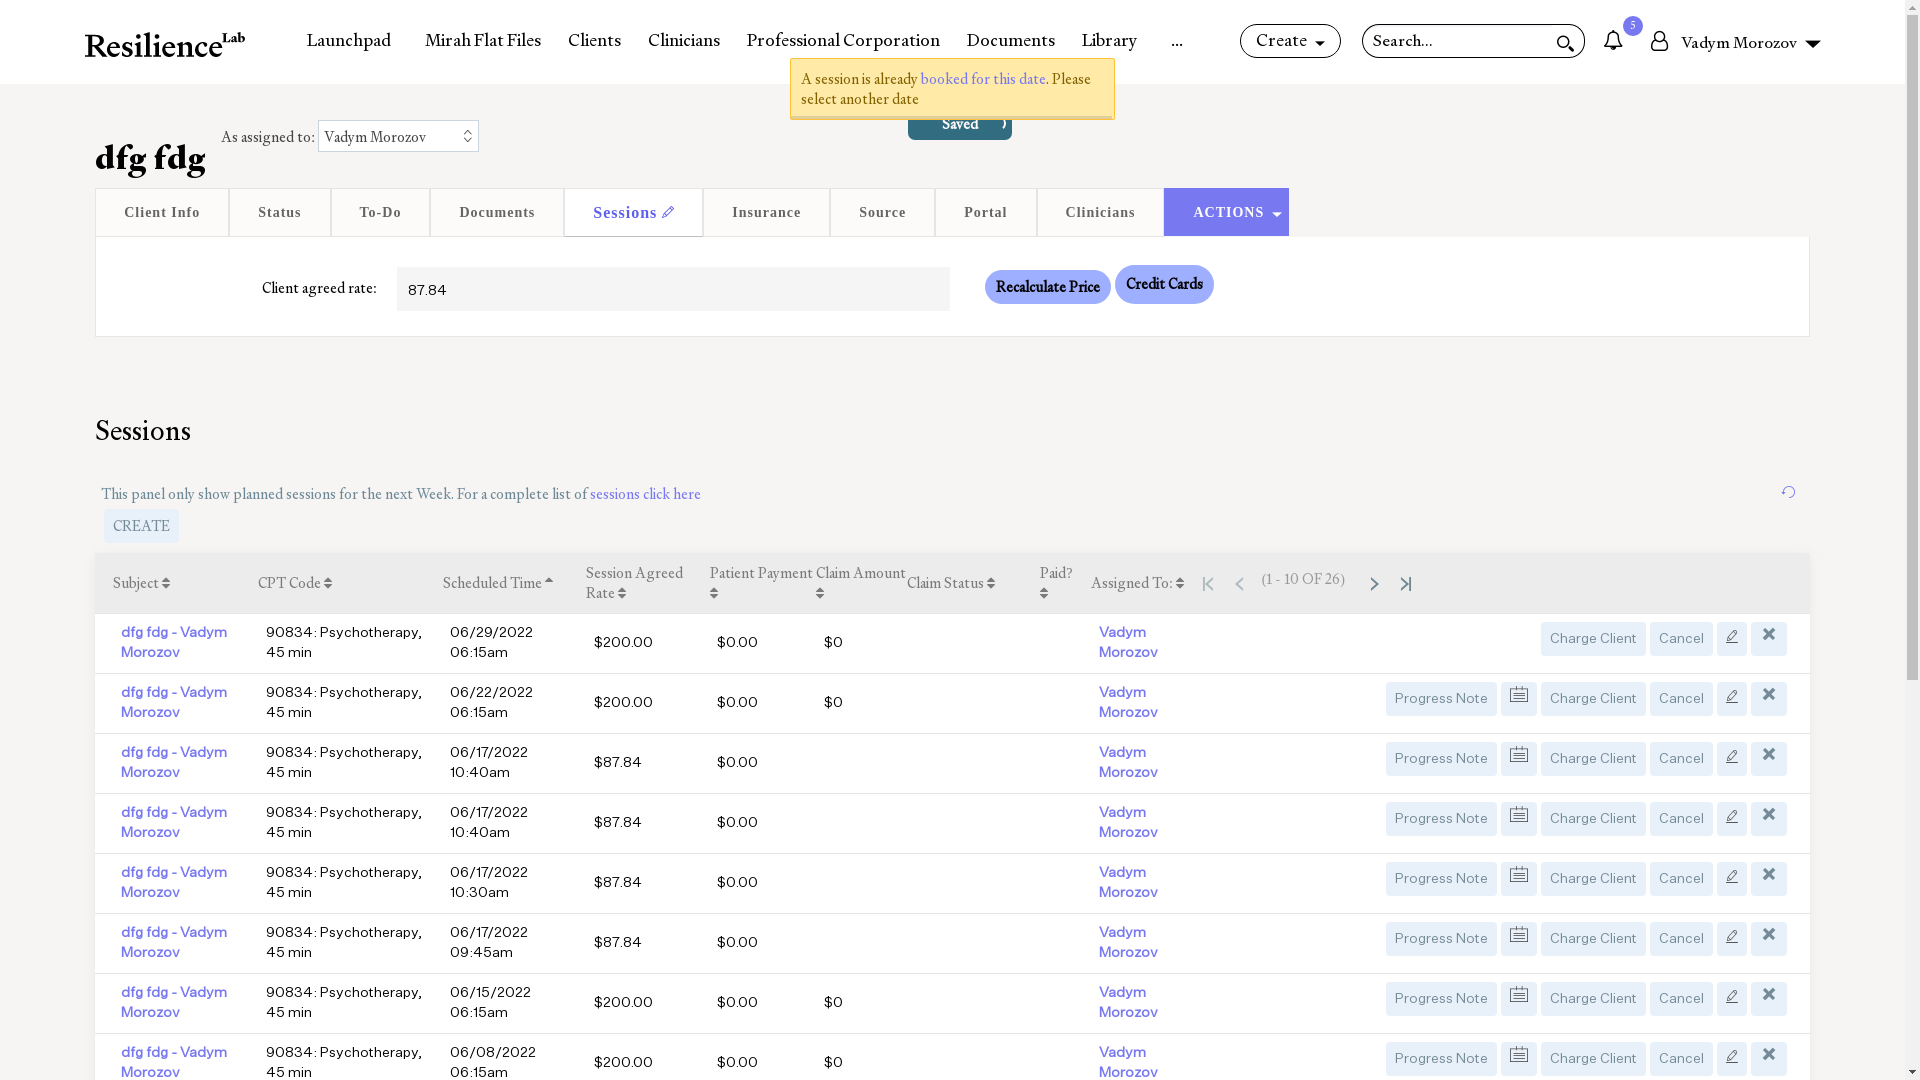 ResilienceLab
Launchpad
Mirah Flat Files
Clients
Clinicians
Professional Corporation
Documents
Library
...
Create
Search...
5
Vadym Morozov
A session is already booked for this date. Please
select another date
Saved
dfg fdg
As assigned to:
Vadym Morozov
Client Info
Status
To-Do
Documents
Sessions
Insurance
Source
Portal
Clinicians
ACTIONS
Client agreed rate:
87.84
Recalculate Price
Credit Cards
Sessions
This panel only show planned sessions for the next Week. For a complete list of sessions click here
CREATE
Subject
CPT Code
Scheduled Time
Session Agreed
Rate
Patient Payment
Claim Amount
Claim Status
Paid?
Assigned To:
(1 - 10 OF 26)
dfg fdg - Vadym
Morozov
90834: Psychotherapy,
45 min
06/29/2022
06:15am
$200.00
$0.00
$0
Vadym
Morozov
Charge Client
Cancel
dfg fdg - Vadym
Morozov
90834: Psychotherapy,
45 min
06/22/2022
06:15am
$200.00
$0.00
$0
Vadym
Morozov
Progress Note
Charge Client
Cancel
dfg fdg - Vadym
Morozov
90834: Psychotherapy,
45 min
06/17/2022
10:40am
$87.84
$0.00
Vadym
Morozov
Progress Note
Charge Client
Cancel
dfg fdg - Vadym
Morozov
90834: Psychotherapy,
45 min
06/17/2022
10:40am
$87.84
$0.00
Vadym
Morozov
Progress Note
Charge Client
Cancel
dfg fdg - Vadym
Morozov
90834: Psychotherapy,
45 min
06/17/2022
10:30am
$87.84
$0.00
Vadym
Morozov
Progress Note
Charge Client
Cancel
dfg fdg - Vadym
Morozov
90834: Psychotherapy,
45 min
06/17/2022
09:45am
$87.84
$0.00
Vadym
Morozov
Progress Note
Charge Client
Cancel
dfg fdg - Vadym
Morozov
90834: Psychotherapy,
45 min
06/15/2022
06:15am
$200.00
$0.00
$0
Vadym
Morozov
Progress Note
Charge Client
Cancel
dfg fdg - Vadym
Morozov
90834: Psychotherapy,
45 min
06/08/2022
06:15am
$200.00
$0.00
$0
Vadym
Morozov
Progress Note
Charge Client
Cancel